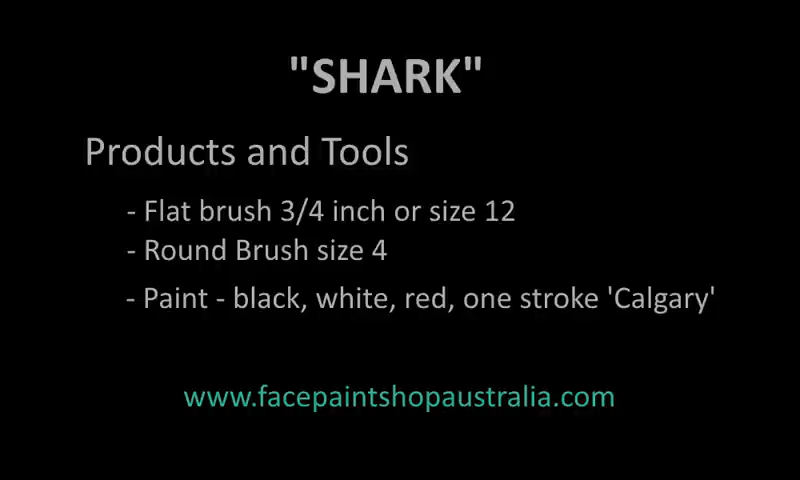 "SHARK"
Products and Tools
- Flat brush 3/4 inch or size 12
- Round Brush size 4
- Paint - black, white, red, one stroke 'Calgary'
www.facepaintshopaustralia.com